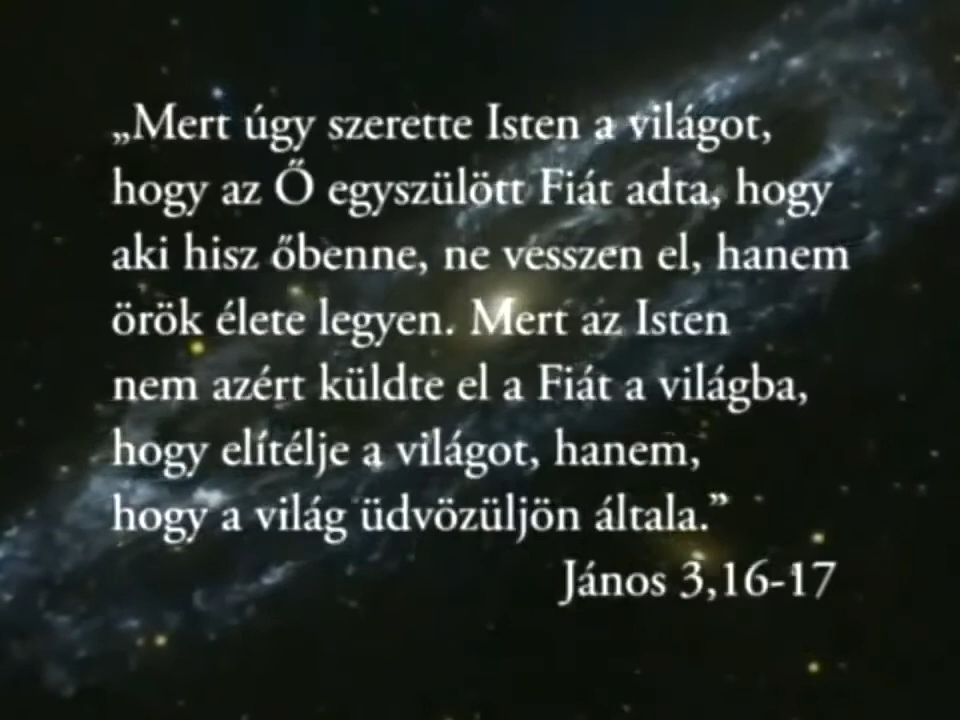 „Mert úgy szerette Isten a világot,
hogy az Ő egyszülött Fiát adta, hogy
aki hisz őbenne, ne vesszen el, hanem
örök élete legyen. Mert az Isten
nem azért küldte el a Fiát a világba,
hogy elítélje a világot, hanem,
hogy a világ üdvözüljön általa.”
János 3,16-17